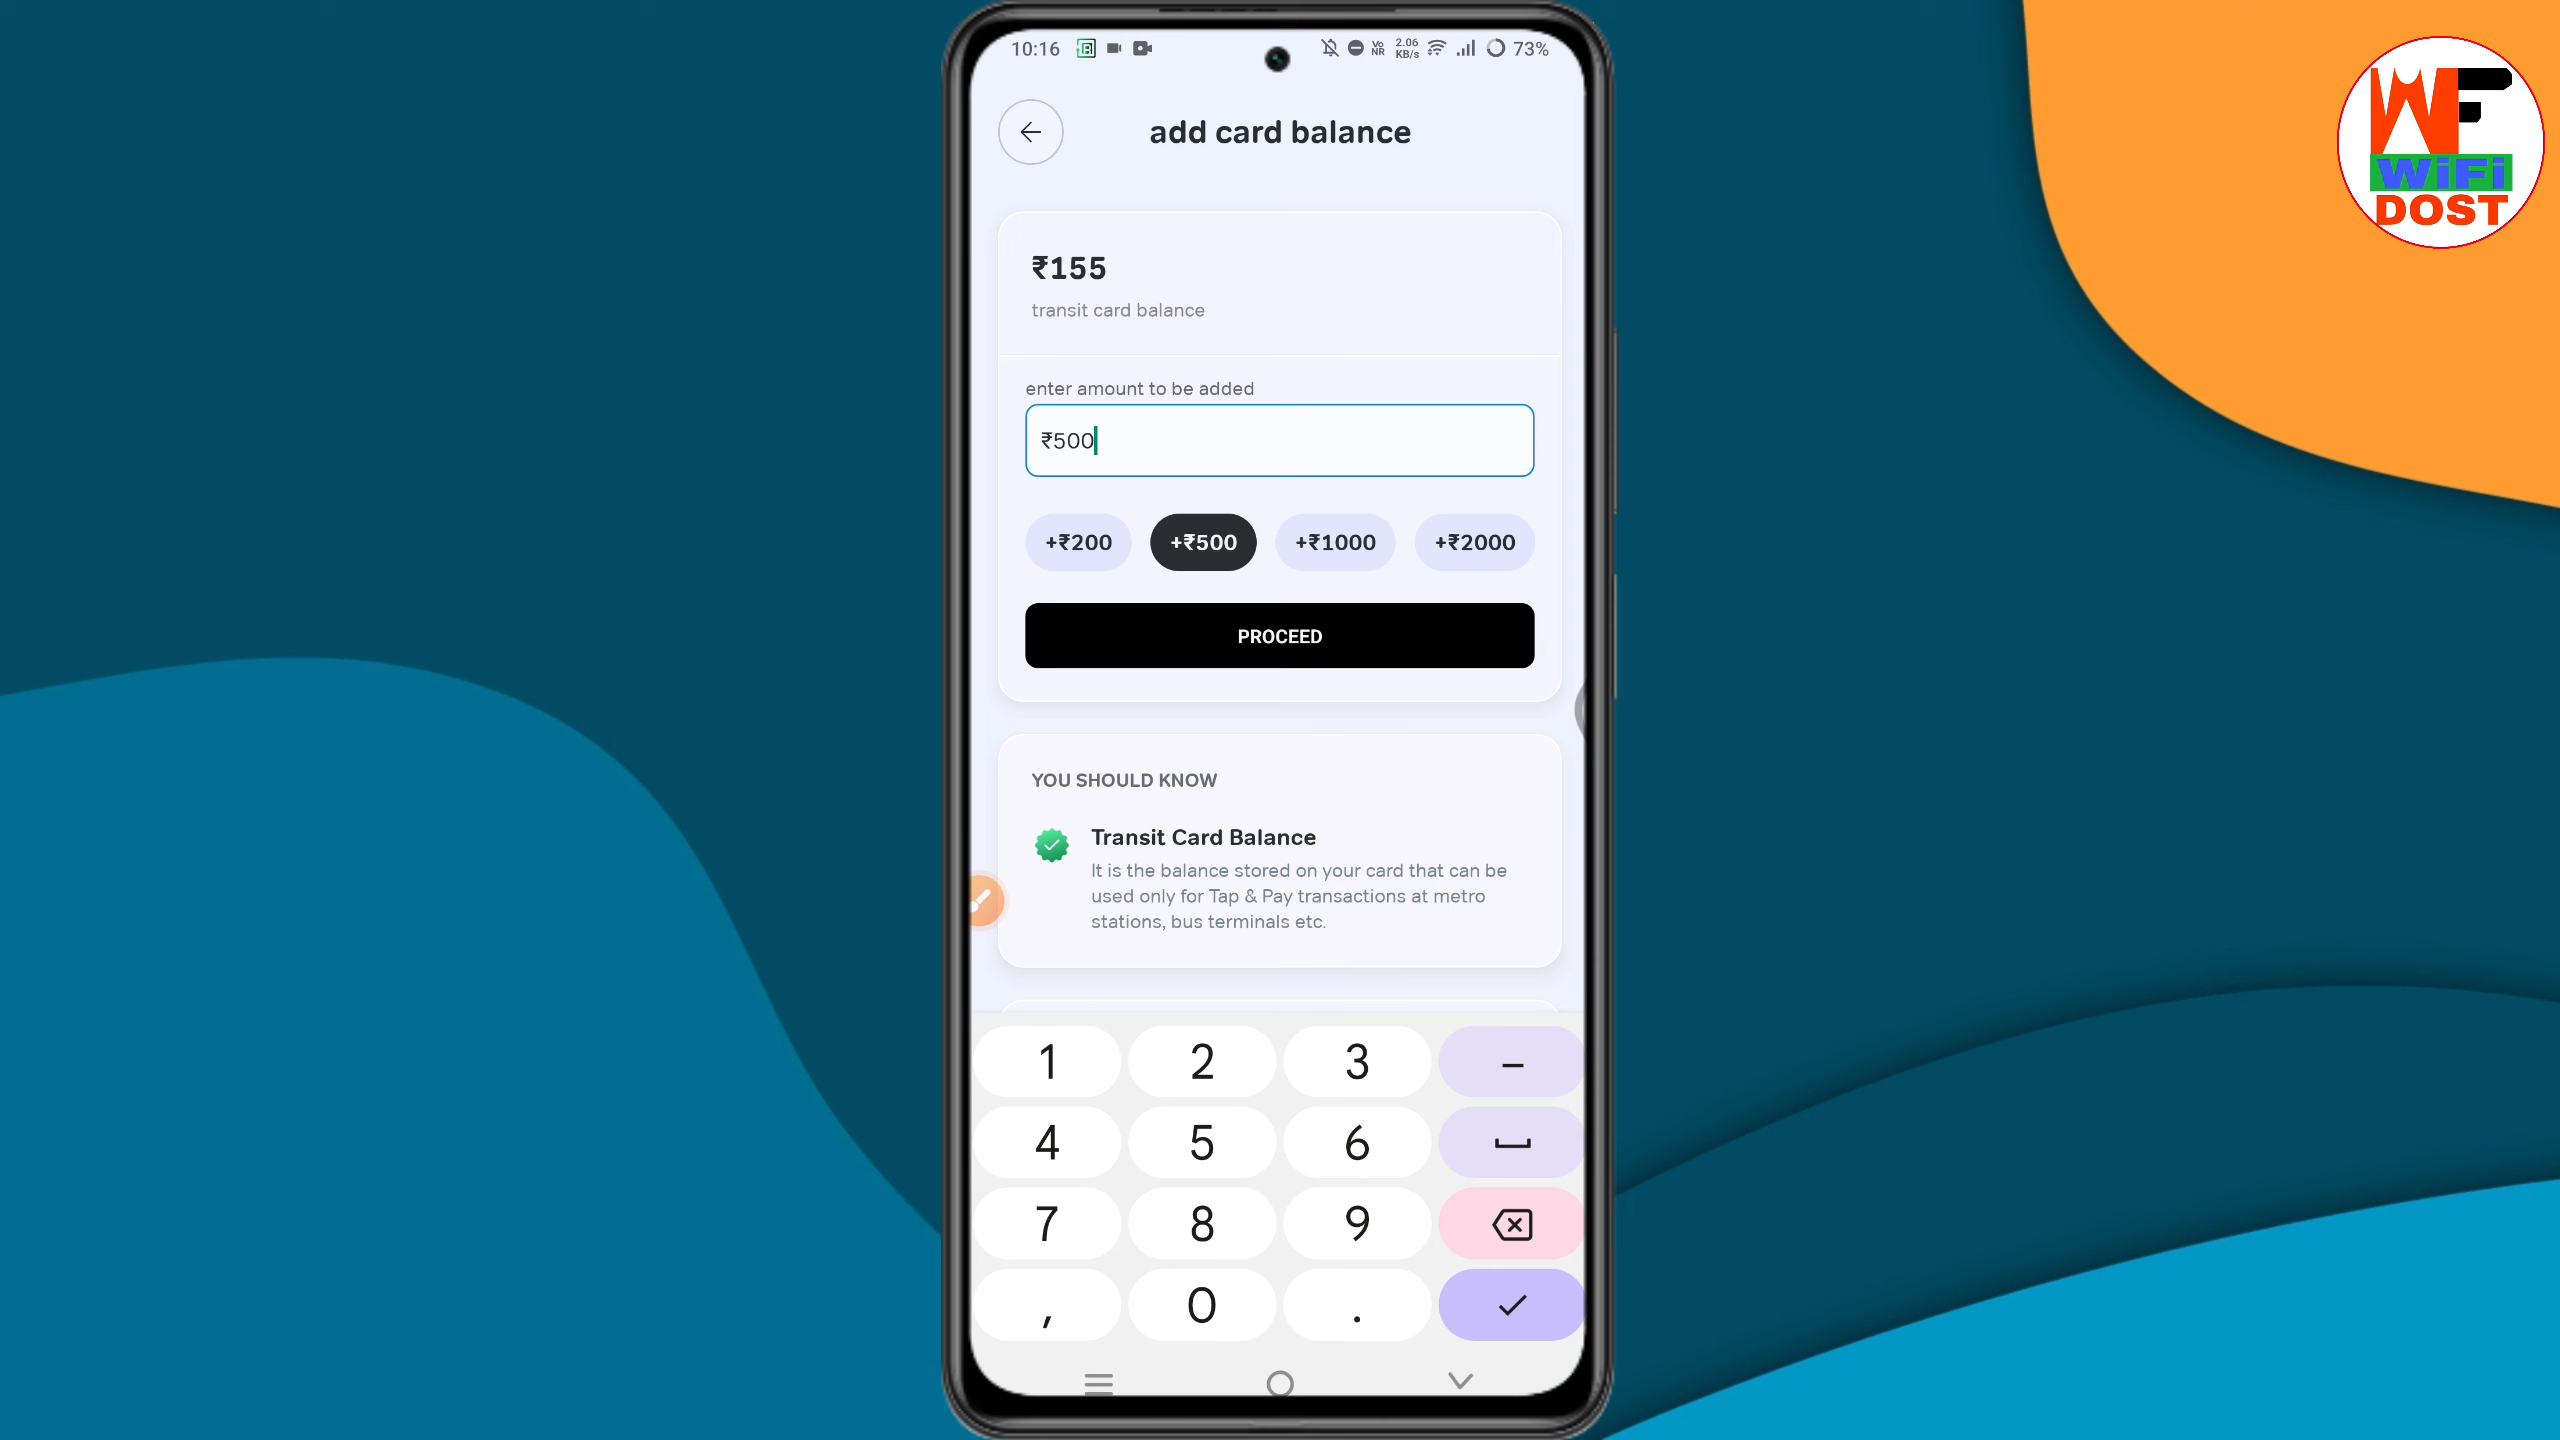 10:16
Vo NR
2.06 KB/s
73%
WF
WiFi
DOST
add card balance
₹155
transit card balance
enter amount to be added
₹500
+₹200 +₹500 +₹1000 +₹2000
PROCEED
YOU SHOULD KNOW
Transit Card Balance
It is the balance stored on your card that can be
used only for Tap & Pay transactions at metro
stations, bus terminals etc.
1 2 3 –
4 5 6
7 8 9
, 0 .